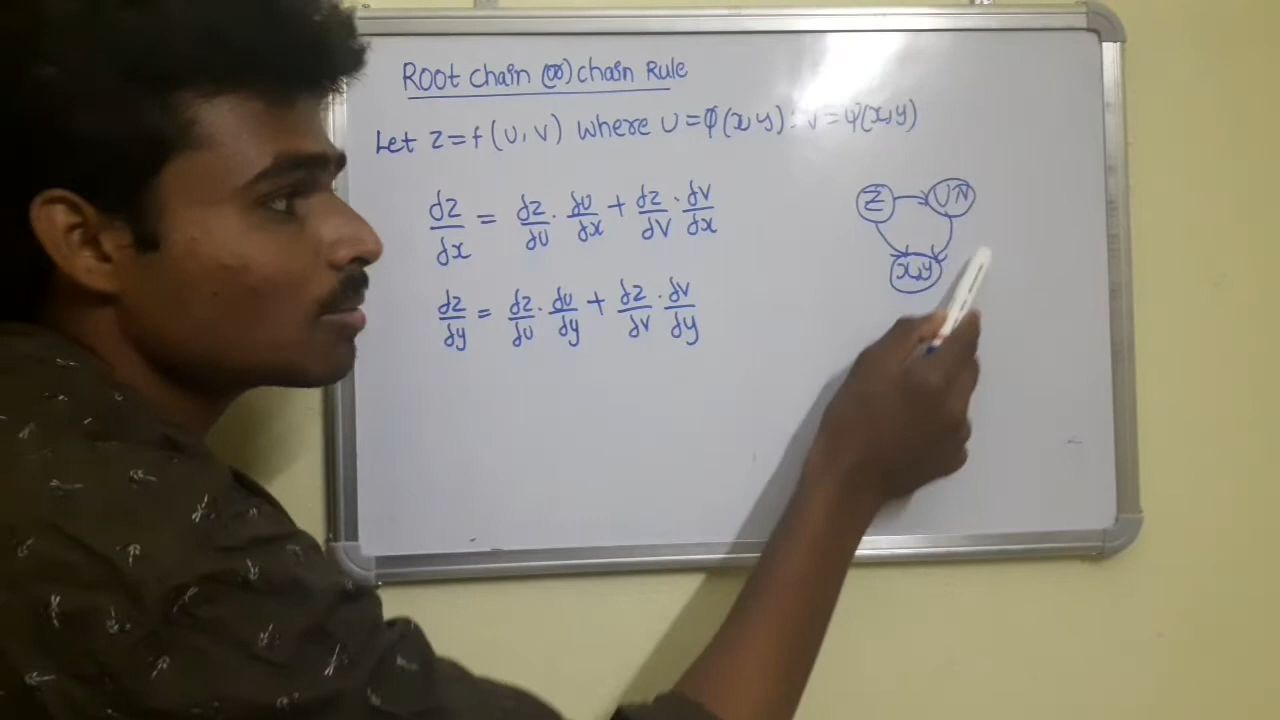 Root chain (or) chain Rule
Let z = f(u, v) where u = φ(x, y) : v = ψ(x, y)
∂z/∂x = ∂z/∂u · ∂u/∂x + ∂z/∂v · ∂v/∂x
∂z/∂y = ∂z/∂u · ∂u/∂y + ∂z/∂v · ∂v/∂y
z
u,v
x,y